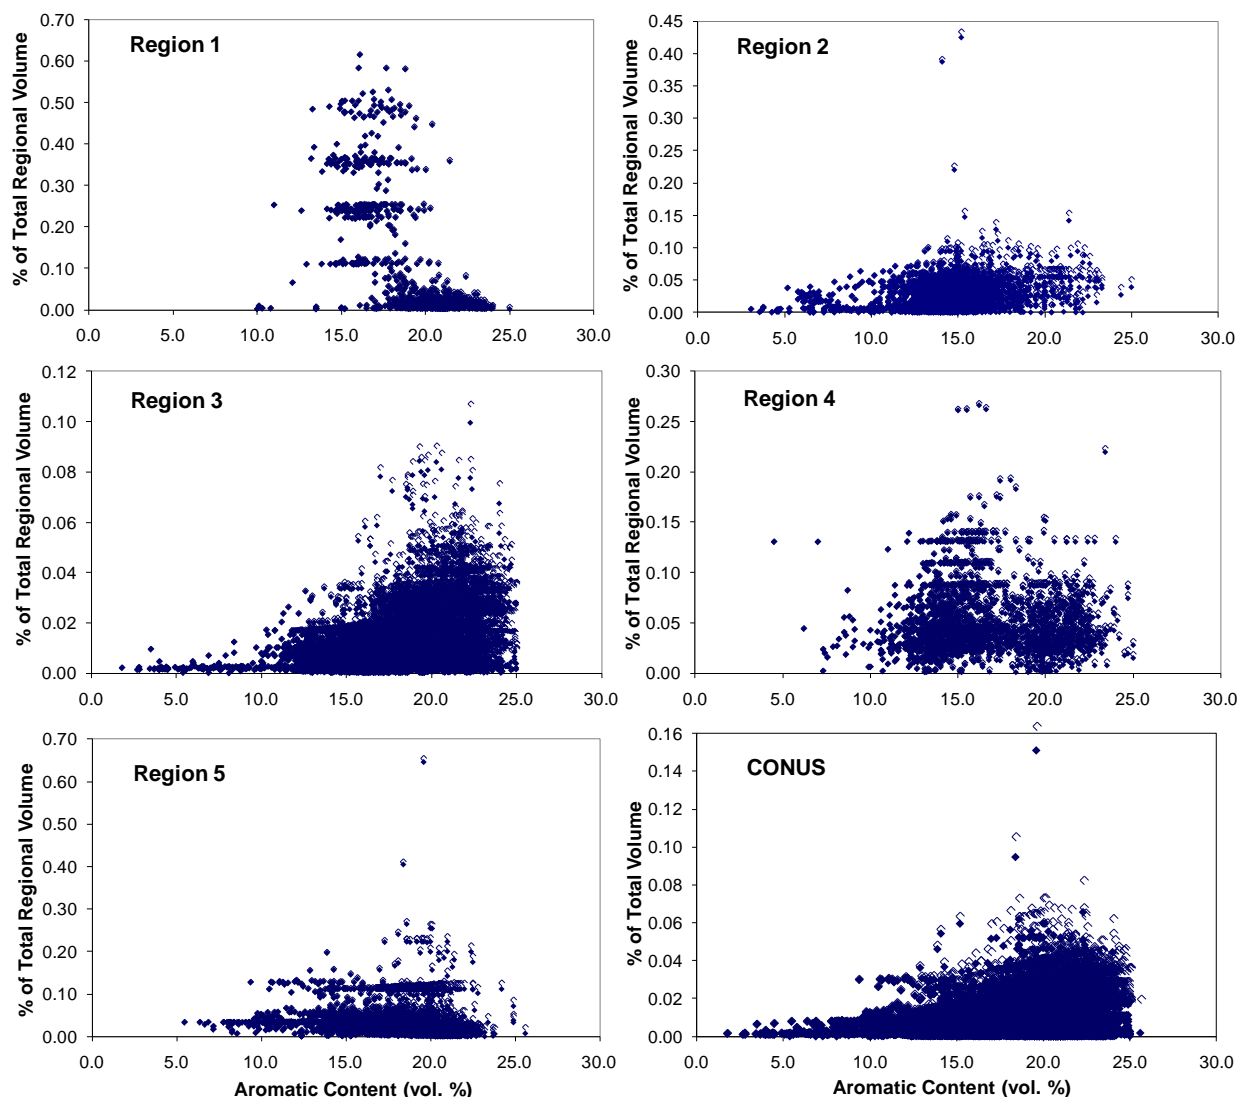 % of Total Regional Volume
0.70
0.60
0.50
0.40
0.30
0.20
0.10
0.00
Region 1
0.0 5.0 10.0 15.0 20.0 25.0 30.0
% of Total Regional Volume
0.45
0.40
0.35
0.30
0.25
0.20
0.15
0.10
0.05
0.00
Region 2
0.0 5.0 10.0 15.0 20.0 25.0 30.0
% of Total Regional Volume
0.12
0.10
0.08
0.06
0.04
0.02
0.00
Region 3
0.0 5.0 10.0 15.0 20.0 25.0 30.0
% of Total Regional Volume
0.30
0.25
0.20
0.15
0.10
0.05
0.00
Region 4
0.0 5.0 10.0 15.0 20.0 25.0 30.0
% of Total Regional Volume
0.70
0.60
0.50
0.40
0.30
0.20
0.10
0.00
Region 5
0.0 5.0 10.0 15.0 20.0 25.0 30.0
Aromatic Content (vol. %)
% of Total Volume
0.16
0.14
0.12
0.10
0.08
0.06
0.04
0.02
0.00
CONUS
0.0 5.0 10.0 15.0 20.0 25.0 30.0
Aromatic Content (vol. %)